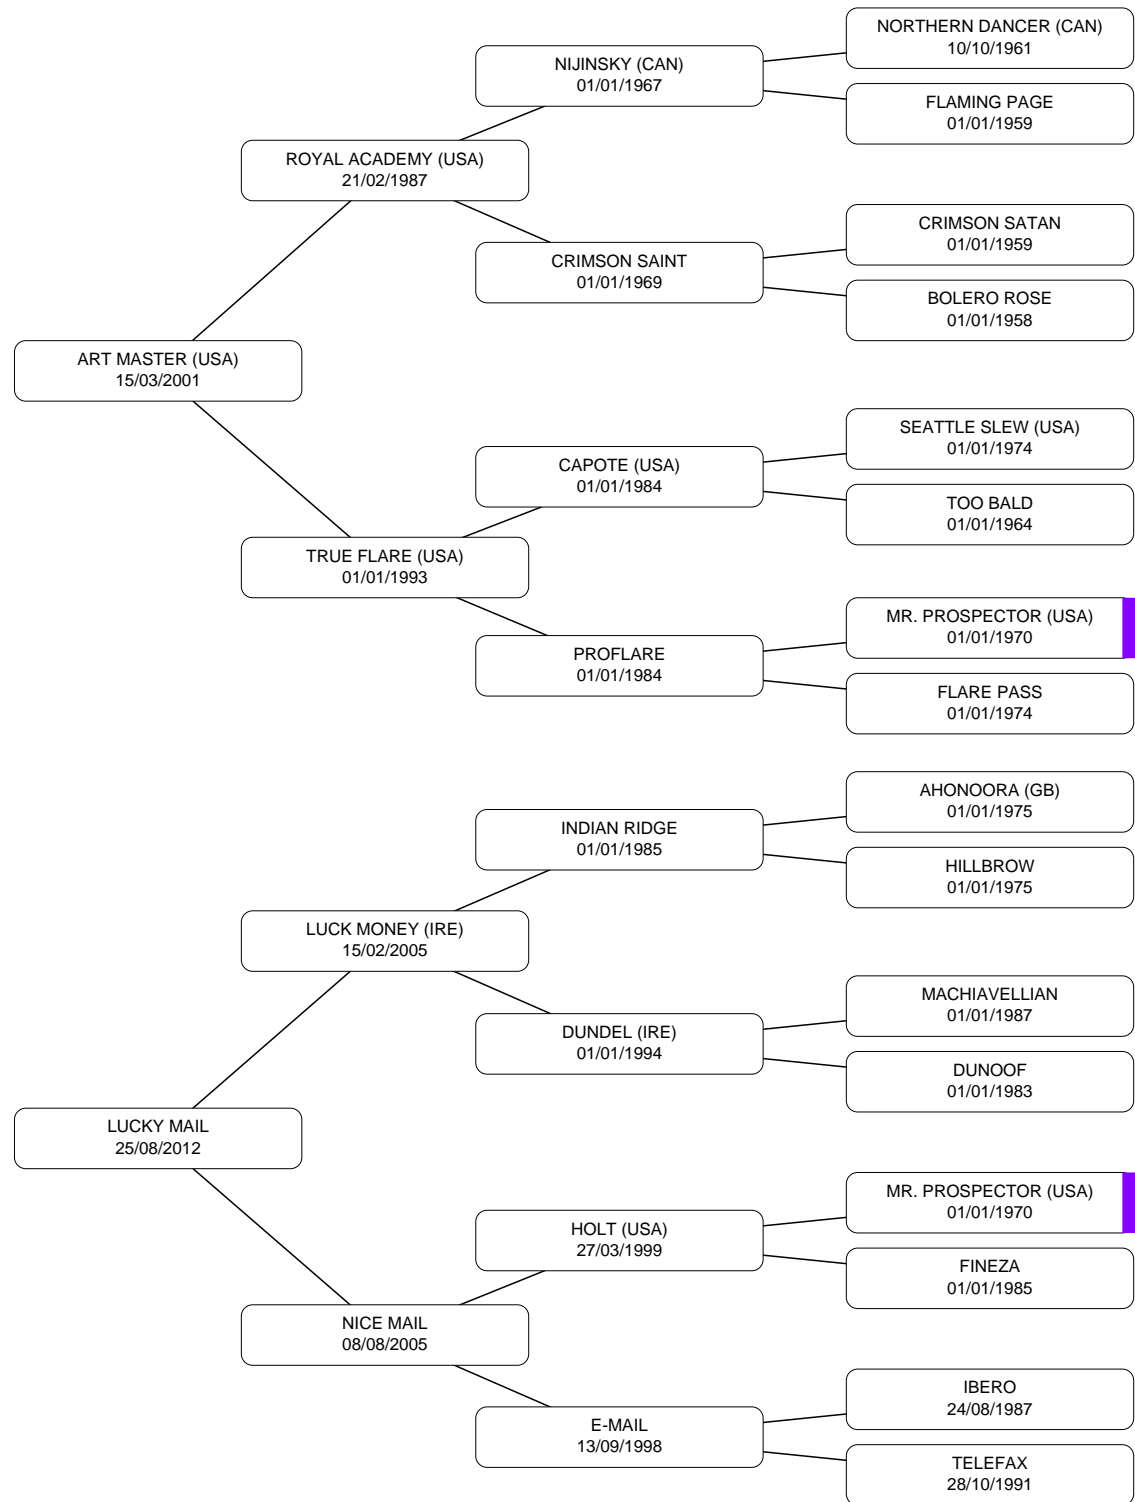 NORTHERN DANCER (CAN)
10/10/1961
NIJINSKY (CAN)
01/01/1967
FLAMING PAGE
01/01/1959
ROYAL ACADEMY (USA)
21/02/1987
CRIMSON SATAN
01/01/1959
CRIMSON SAINT
01/01/1969
BOLERO ROSE
01/01/1958
ART MASTER (USA)
15/03/2001
SEATTLE SLEW (USA)
01/01/1974
CAPOTE (USA)
01/01/1984
TOO BALD
01/01/1964
TRUE FLARE (USA)
01/01/1993
MR. PROSPECTOR (USA)
01/01/1970
PROFLARE
01/01/1984
FLARE PASS
01/01/1974
AHONOORA (GB)
01/01/1975
INDIAN RIDGE
01/01/1985
HILLBROW
01/01/1975
LUCK MONEY (IRE)
15/02/2005
MACHIAVELLIAN
01/01/1987
DUNDEL (IRE)
01/01/1994
DUNOOF
01/01/1983
LUCKY MAIL
25/08/2012
MR. PROSPECTOR (USA)
01/01/1970
HOLT (USA)
27/03/1999
FINEZA
01/01/1985
NICE MAIL
08/08/2005
IBERO
24/08/1987
E-MAIL
13/09/1998
TELEFAX
28/10/1991